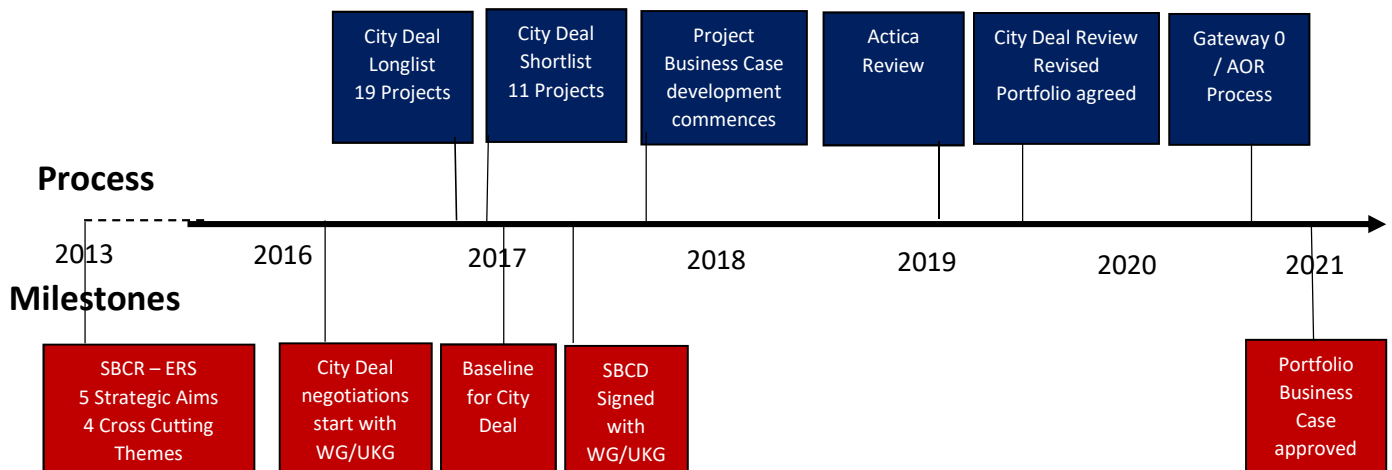 City Deal
Longlist
19 Projects
City Deal
Shortlist
11 Projects
Project
Business Case
development
commences
Actica
Review
City Deal Review
Revised
Portfolio agreed
Gateway 0
/ AOR
Process
Process
2013
2016
2017
2018
2019
2020
2021
Milestones
SBCR – ERS
5 Strategic Aims
4 Cross Cutting
Themes
City Deal
negotiations
start with
WG/UKG
Baseline
for City
Deal
SBCD
Signed
with
WG/UKG
Portfolio
Business
Case
approved